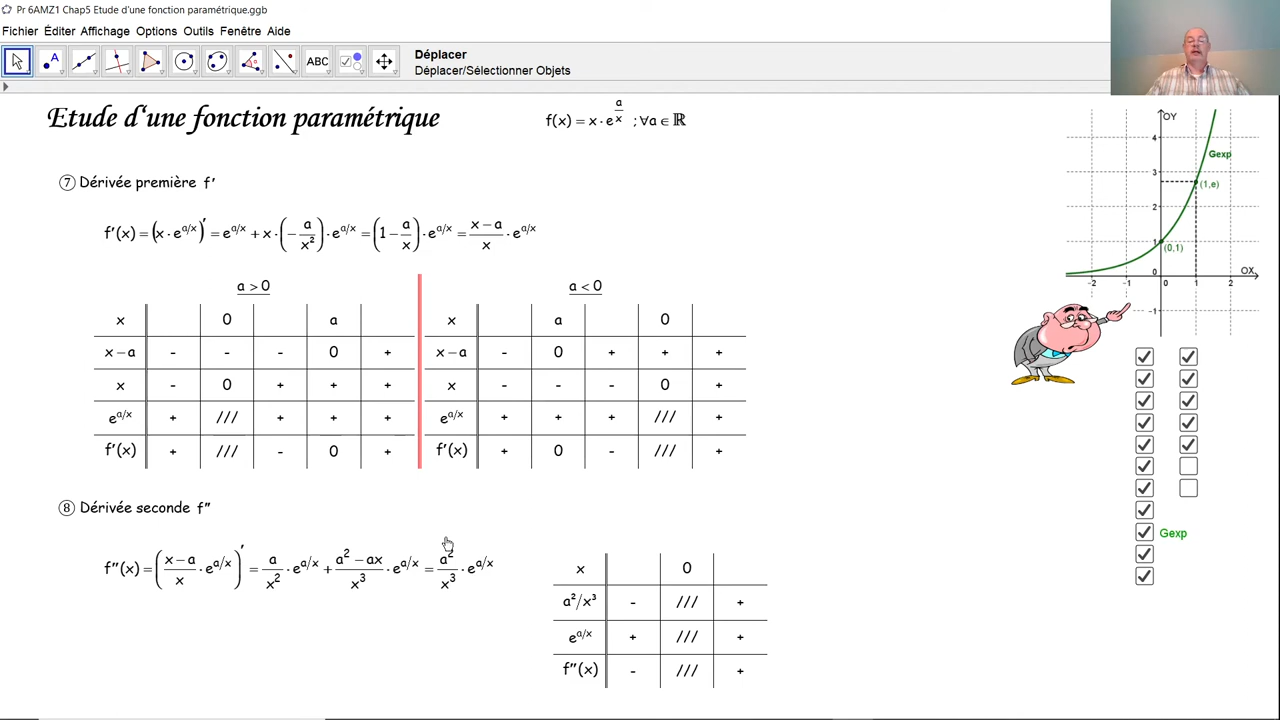 Pr 6AMZ1 Chap5 Etude d'une fonction paramétrique.ggb
Fichier Éditer Affichage Options Outils Fenêtre Aide
A ABC Déplacer
Déplacer/Sélectionner Objets
Etude d'une fonction paramétrique f(x) = x · e^(a/x) ; ∀a ∈ ℝ
⑦ Dérivée première f'
f'(x) = (x · e^(a/x))' = e^(a/x) + x · (− a/x²) · e^(a/x) = (1 − a/x) · e^(a/x) = (x − a)/x · e^(a/x)
a > 0
x 0 a
x − a - - - 0 +
x - 0 + + +
e^(a/x) + /// + + +
f'(x) + /// - 0 +
a < 0
x a 0
x − a - 0 + + +
x - - - 0 +
e^(a/x) + + + /// +
f'(x) + 0 - /// +
⑧ Dérivée seconde f"
f"(x) = ((x − a)/x · e^(a/x))' = a/x² · e^(a/x) + (a² − ax)/x³ · e^(a/x) = a²/x³ · e^(a/x)
x 0
a²/x³ - /// +
e^(a/x) + /// +
f"(x) - /// +
OY
4
Gexp
3
(1,e)
2
1
(0,1)
0 OX
−2 −1 0 1 2
−1
Gexp